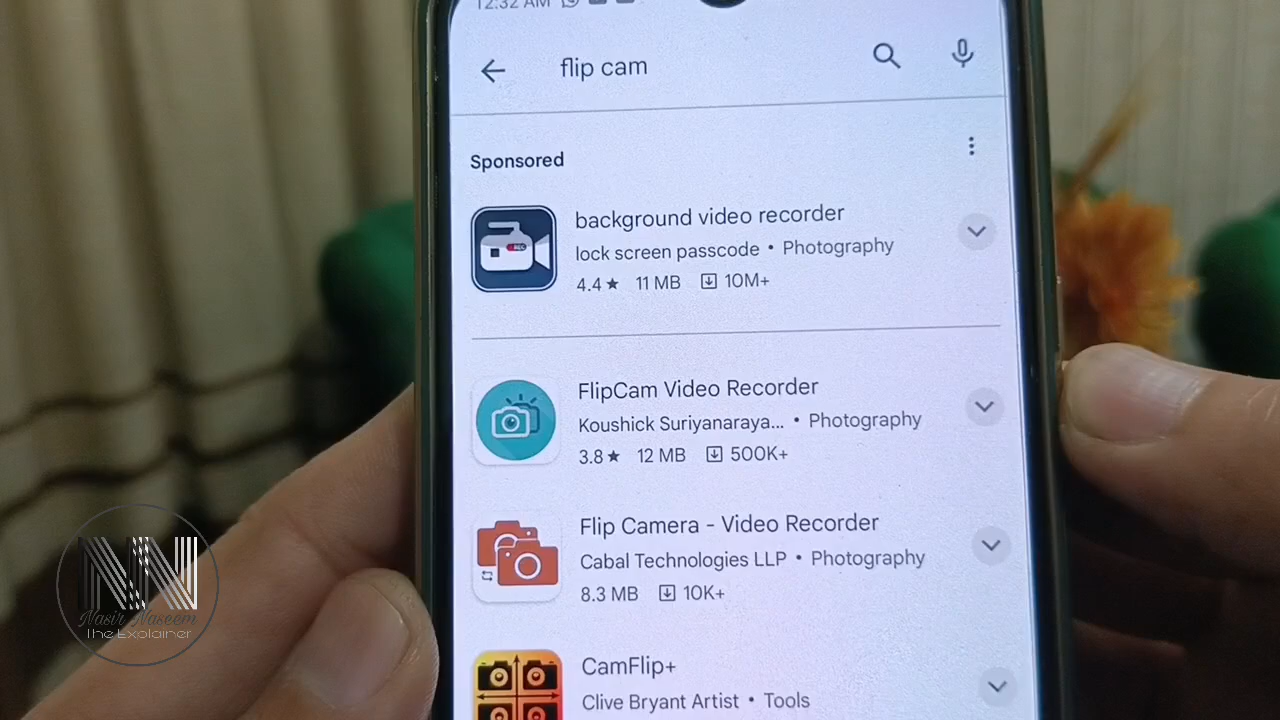 12:32 AM
flip cam
Sponsored
background video recorder
lock screen passcode • Photography
4.4★ 11 MB 10M+
REC
FlipCam Video Recorder
Koushick Suriyanaraya... • Photography
3.8★ 12 MB 500K+
Flip Camera - Video Recorder
Cabal Technologies LLP • Photography
8.3 MB 10K+
CamFlip+
Clive Bryant Artist • Tools
NN
Nasir Naseem
The Explainer